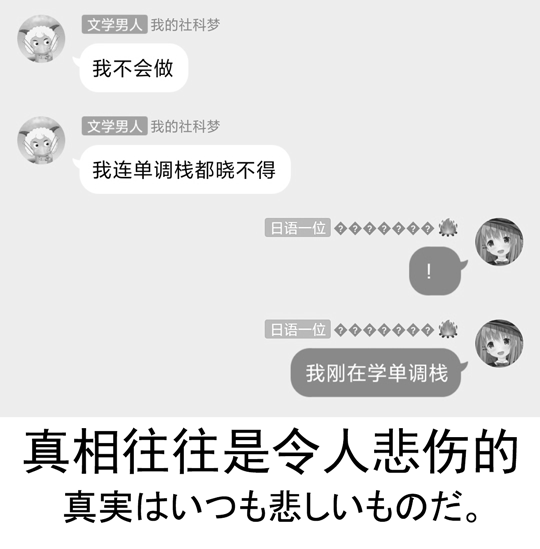 文学男人 我的社科梦
我不会做
文学男人 我的社科梦
我连单调栈都晓不得
日语一位 �������🔥
！
日语一位 �������🔥
我刚在学单调栈
真相往往是令人悲伤的
真実はいつも悲しいものだ。